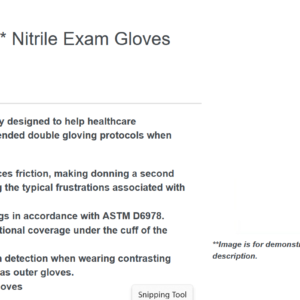 * Nitrile Exam Gloves
y designed to help healthcare
ended double gloving protocols when
ces friction, making donning a second
g the typical frustrations associated with
gs in accordance with ASTM D6978.
tional coverage under the cuff of the
**Image is for demonst
n detection when wearing contrasting
description.
as outer gloves.
loves
Snipping Tool